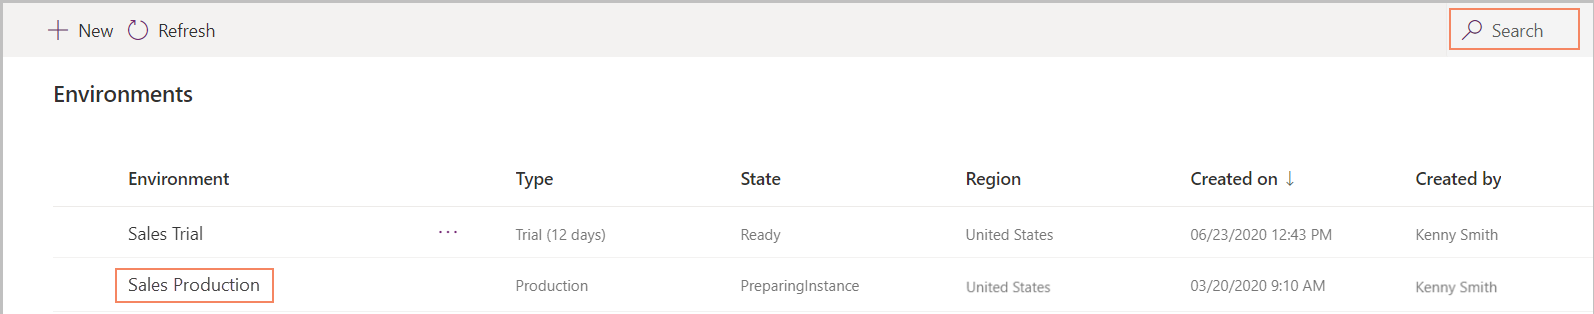 New Refresh Search
Environments
Environment Type State Region Created on ↓ Created by
Sales Trial ... Trial (12 days) Ready United States 06/23/2020 12:43 PM Kenny Smith
Sales Production Production PreparingInstance United States 03/20/2020 9:10 AM Kenny Smith